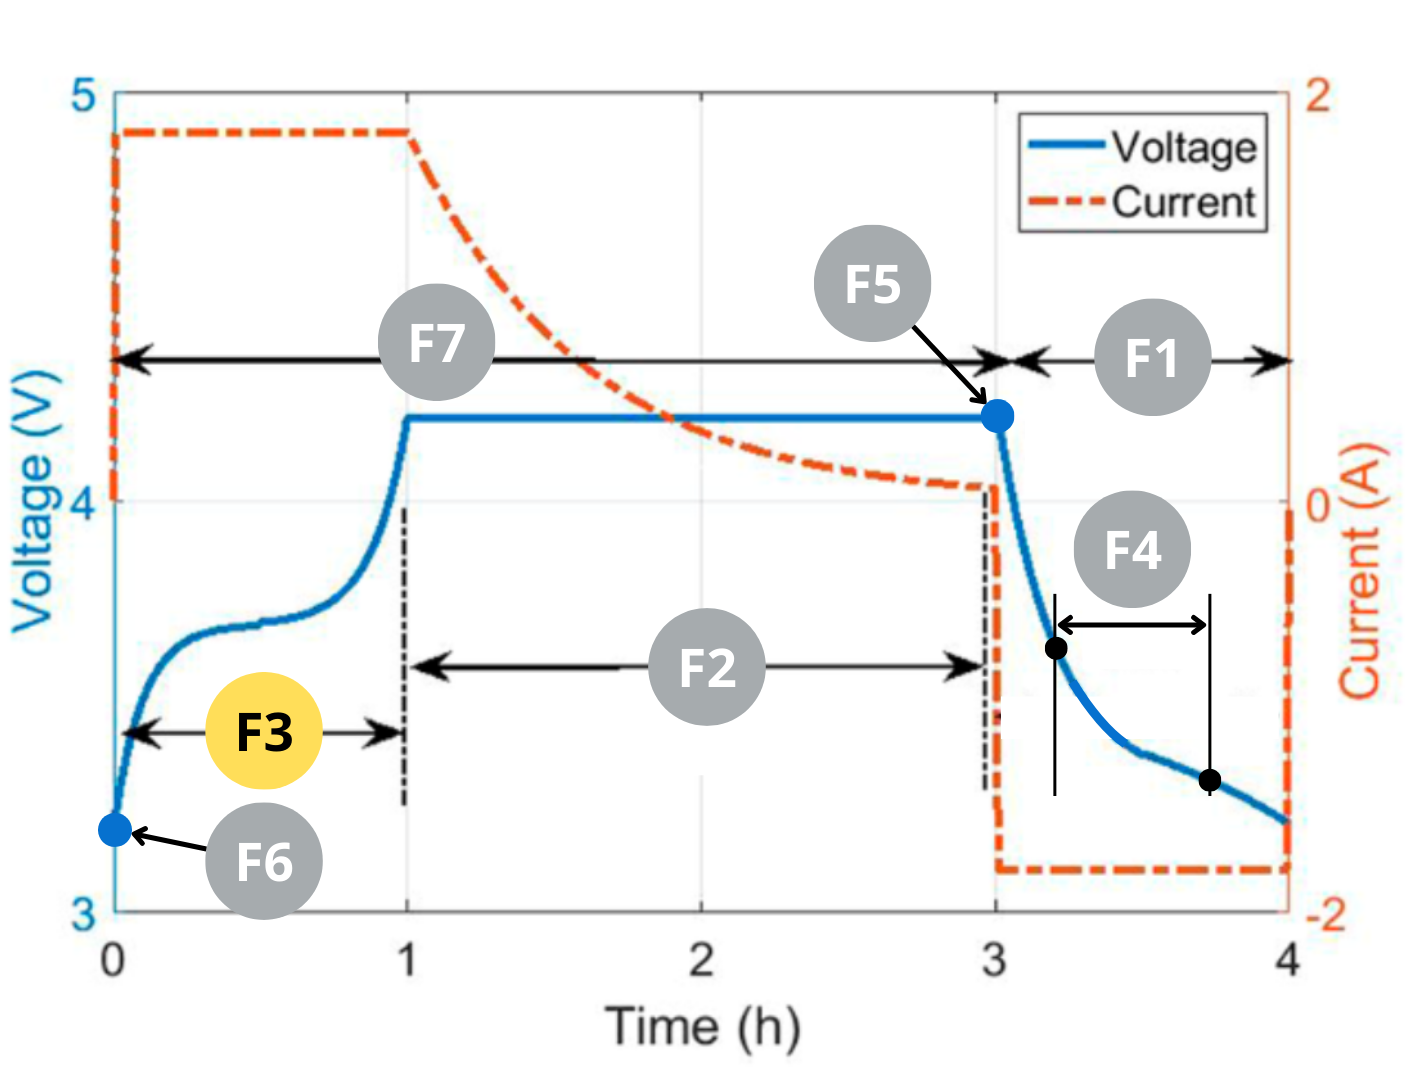 5
2
Voltage
Current
F5
F7
F1
Voltage (V)
4
0
Current (A)
F4
F2
F3
F6
3
-2
0
1
2
3
4
Time (h)